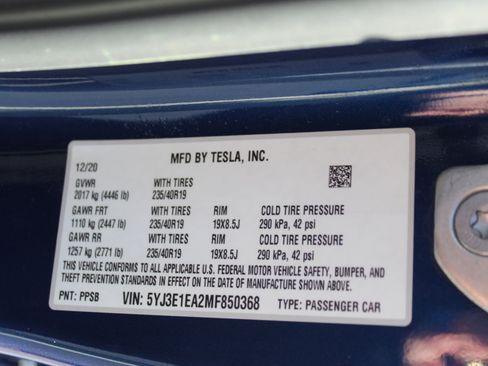 MFD BY TESLA, INC.
12/20
GVWR WITH TIRES
2017 kg (4446 lb) 235/40R19
GAWR FRT WITH TIRES RIM COLD TIRE PRESSURE
1110 kg (2447 lb) 235/40R19 19X8.5J 290 kPa, 42 psi
GAWR RR WITH TIRES RIM COLD TIRE PRESSURE
1257 kg (2771 lb) 235/40R19 19X8.5J 290 kPa, 42 psi
THIS VEHICLE CONFORMS TO ALL APPLICABLE U.S. FEDERAL MOTOR VEHICLE SAFETY, BUMPER, AND
THEFT PREVENTION STANDARDS IN EFFECT ON THE DATE OF MANUFACTURE SHOWN ABOVE.
PNT: PPSB VIN: 5YJ3E1EA2MF850368 TYPE: PASSENGER CAR